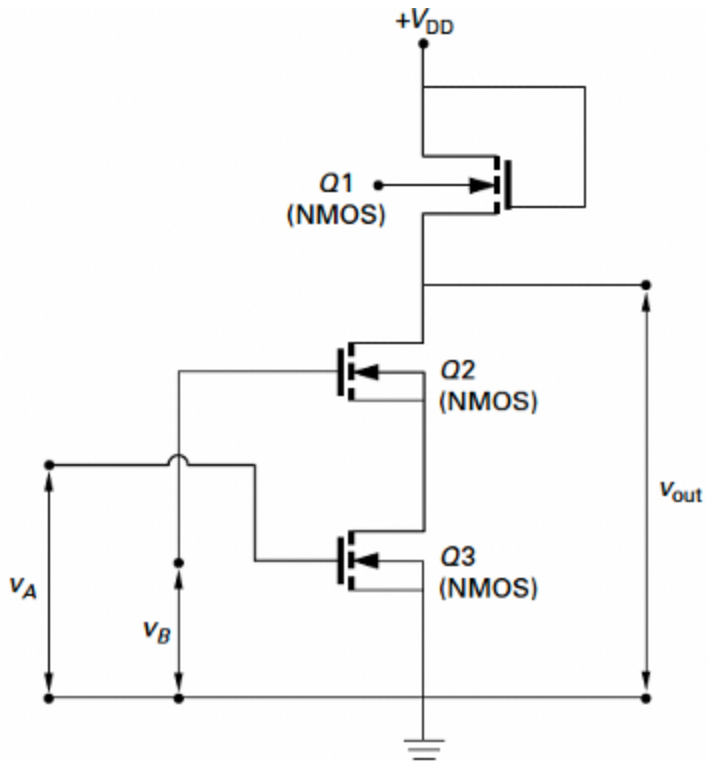 +VDD
Q1
(NMOS)
Q2
(NMOS)
vout
Q3
(NMOS)
vA
vB